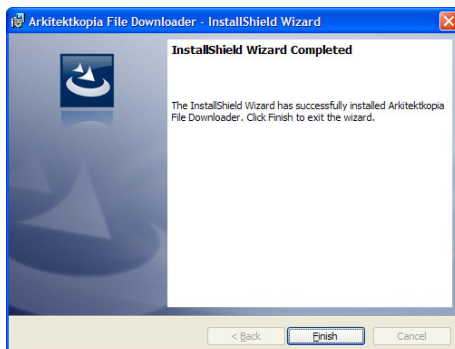 Arkitektkopia File Downloader - InstallShield Wizard
InstallShield Wizard Completed
The InstallShield Wizard has successfully installed Arkitektkopia
File Downloader. Click Finish to exit the wizard.
< Back
Finish
Cancel